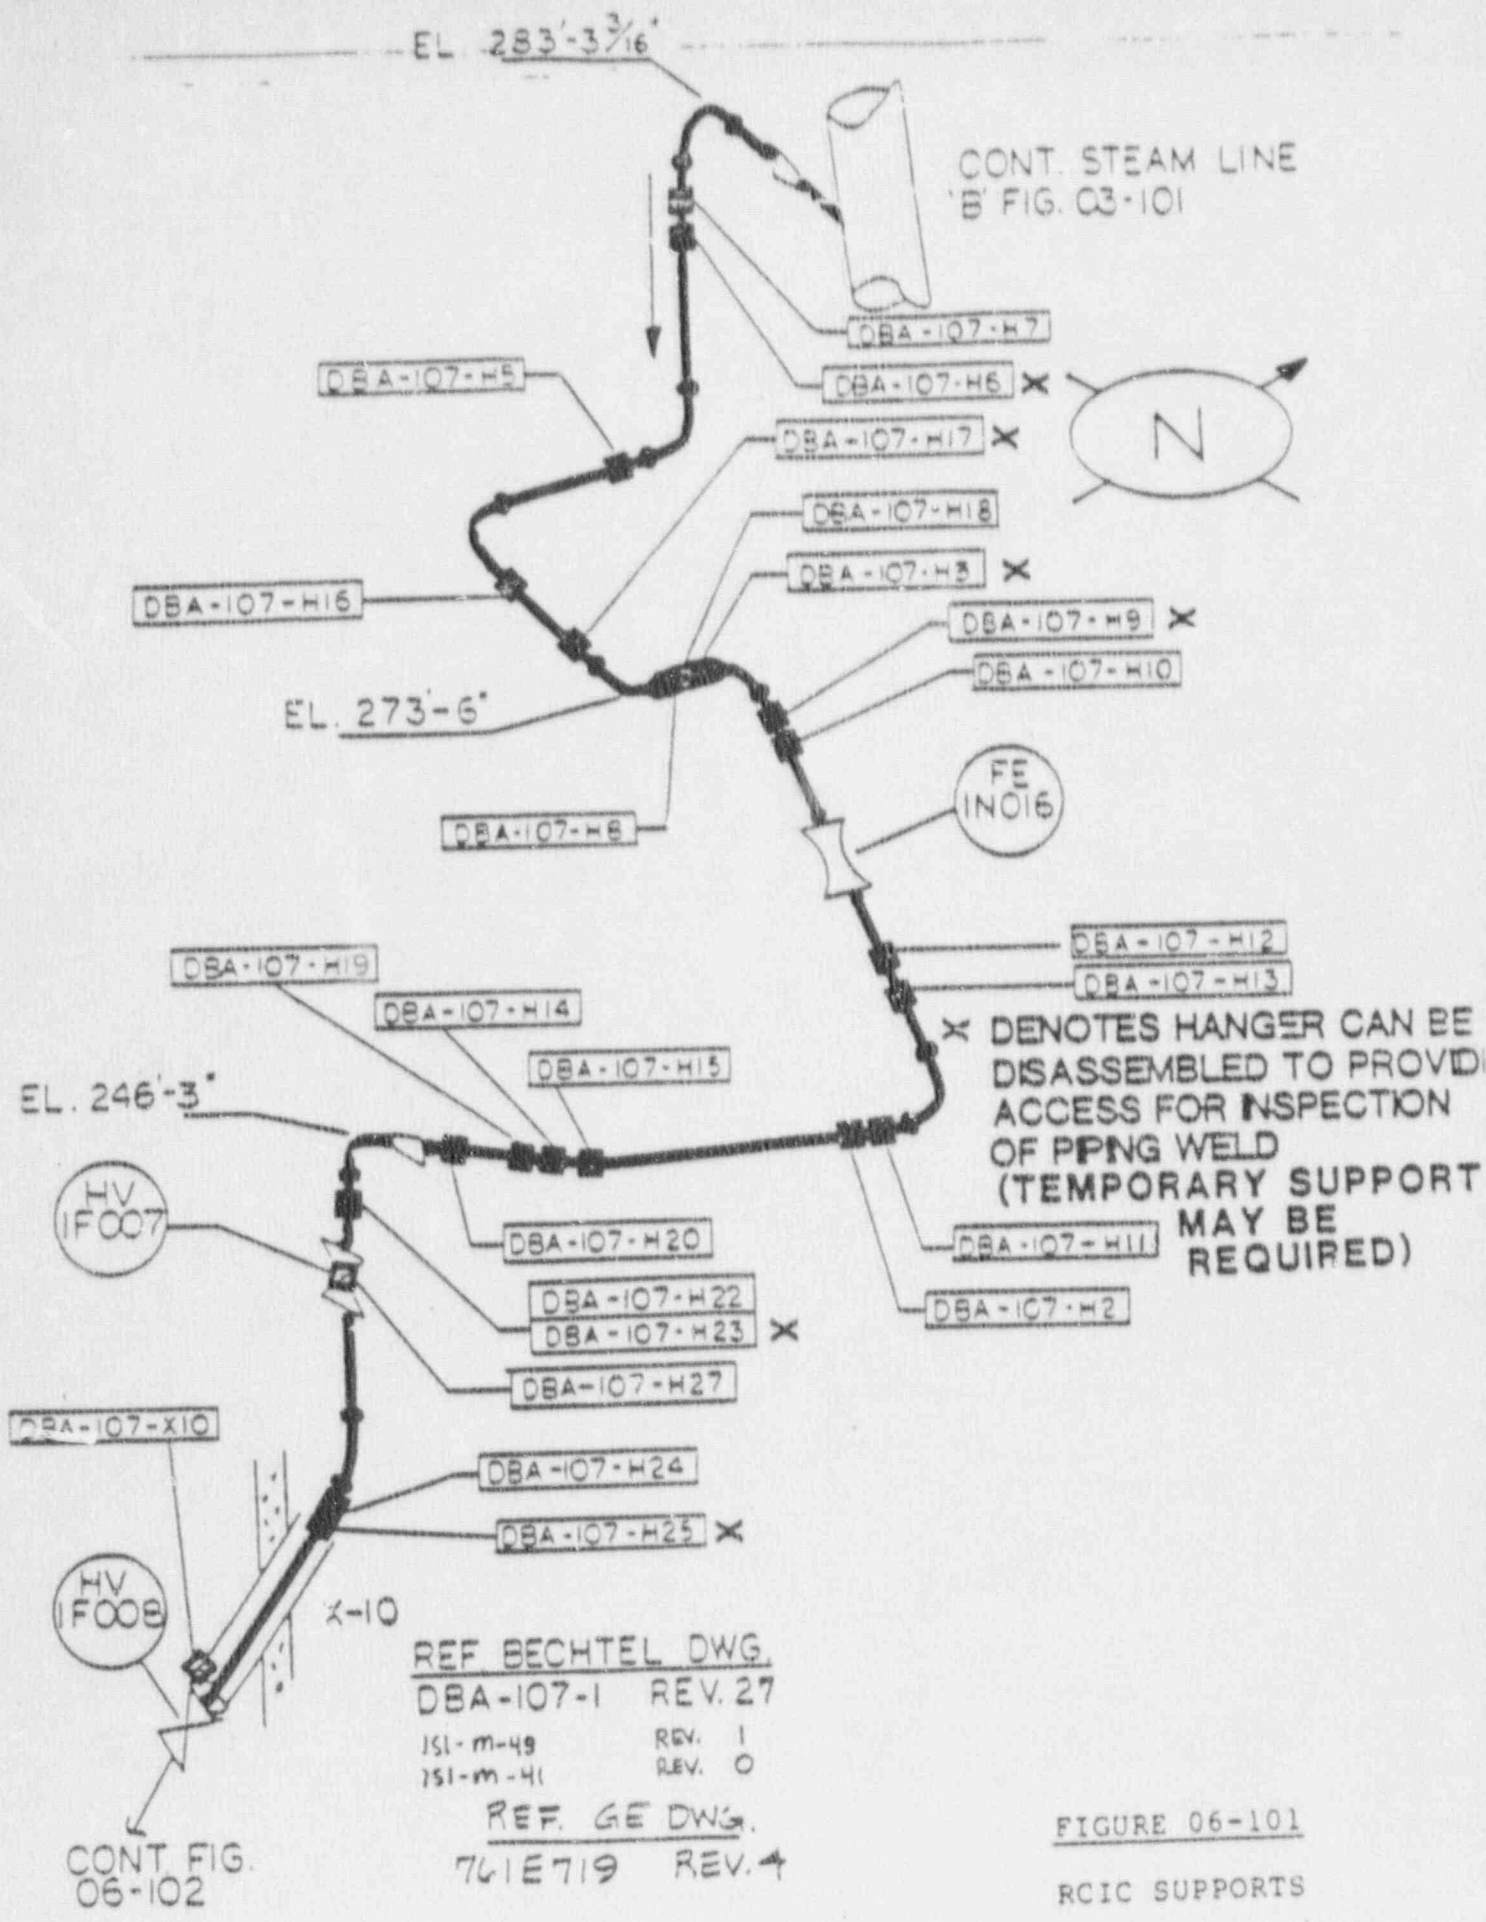 EL 283'-3 3/16"
CONT. STEAM LINE
'B' FIG. 03-101
DBA-107-H7
DBA-107-H5
DBA-107-H6 X
DBA-107-H17 X
N
DBA-107-H18
DBA-107-H3 X
DBA-107-H16
DBA-107-H9 X
DBA-107-H10
EL. 273'-6"
FE
1N016
DBA-107-H8
DBA-107-H12
DBA-107-H19
DBA-107-H13
DBA-107-H14
X DENOTES HANGER CAN BE
DISASSEMBLED TO PROVID
ACCESS FOR INSPECTION
OF PIPING WELD
(TEMPORARY SUPPORT
MAY BE
REQUIRED)
DBA-107-H15
EL. 246'-3"
HV
1F007
DBA-107-H20
DBA-107-H11
DBA-107-H22
DBA-107-H23 X
DBA-107-H2
DBA-107-H27
DBA-107-X10
DBA-107-H24
DBA-107-H25 X
HV
1F008
X-10
REF BECHTEL DWG.
DBA-107-1 REV. 27
ISI-M-49 REV. 1
ISI-M-41 REV. 0
REF. GE DWG.
761E719 REV. 4
CONT. FIG.
06-102
FIGURE 06-101
RCIC SUPPORTS